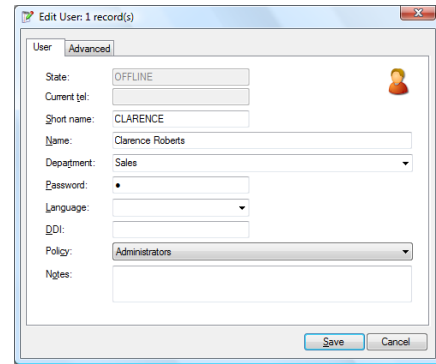 Edit User: 1 record(s)
User Advanced
State: OFFLINE
Current tel:
Short name: CLARENCE
Name: Clarence Roberts
Department: Sales
Password: •
Language:
DDI:
Policy: Administrators
Notes:
Save Cancel